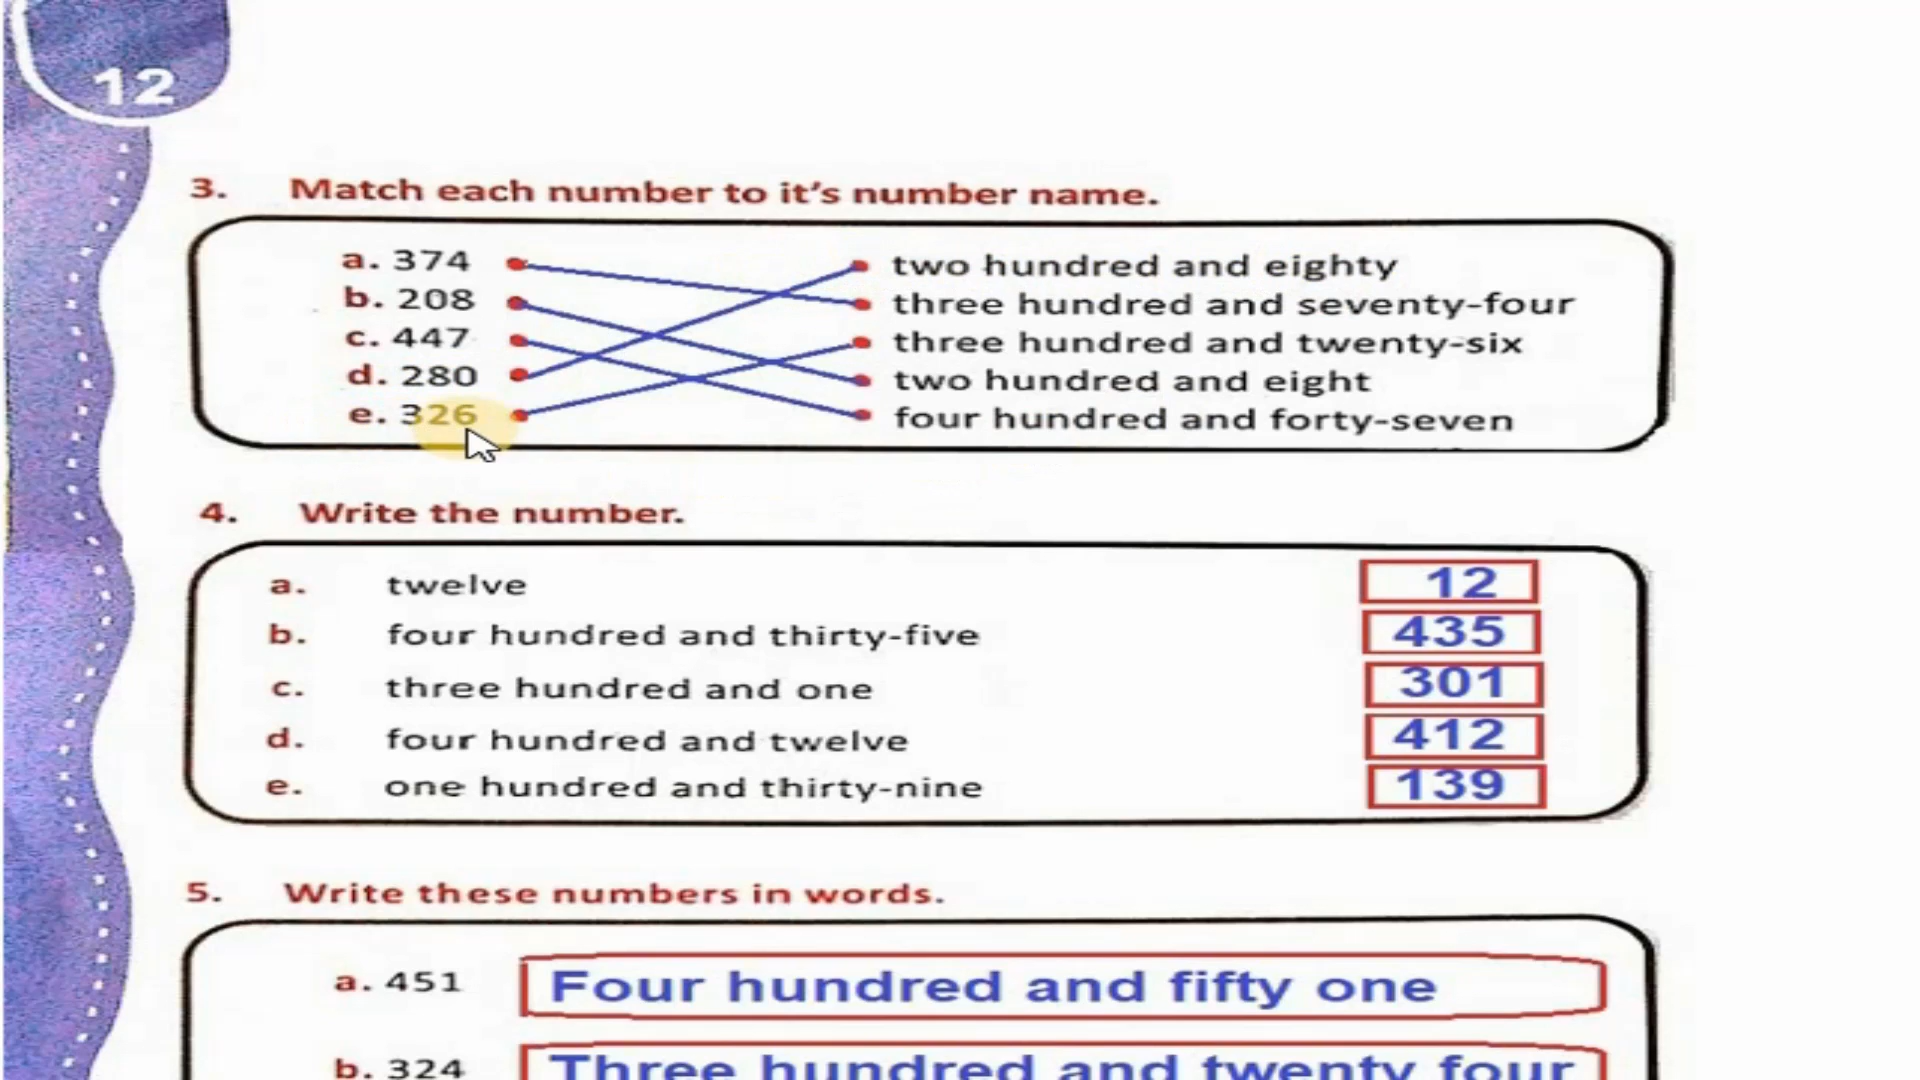 12
3. Match each number to it's number name.
a. 374 two hundred and eighty
b. 208 three hundred and seventy-four
c. 447 three hundred and twenty-six
d. 280 two hundred and eight
e. 326 four hundred and forty-seven
4. Write the number.
a. twelve 12
b. four hundred and thirty-five 435
c. three hundred and one 301
d. four hundred and twelve 412
e. one hundred and thirty-nine 139
5. Write these numbers in words.
a. 451 Four hundred and fifty one
b. 324 Three hundred and twenty four